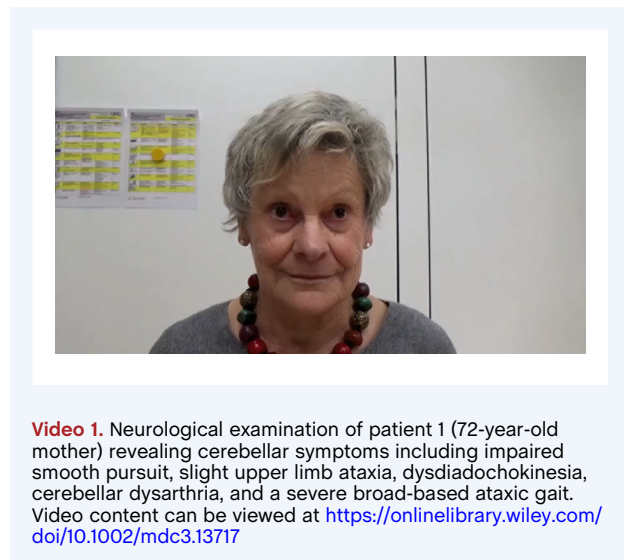 Video 1. Neurological examination of patient 1 (72-year-old
mother) revealing cerebellar symptoms including impaired
smooth pursuit, slight upper limb ataxia, dysdiadochokinesia,
cerebellar dysarthria, and a severe broad-based ataxic gait.
Video content can be viewed at https://onlinelibrary.wiley.com/
doi/10.1002/mdc3.13717